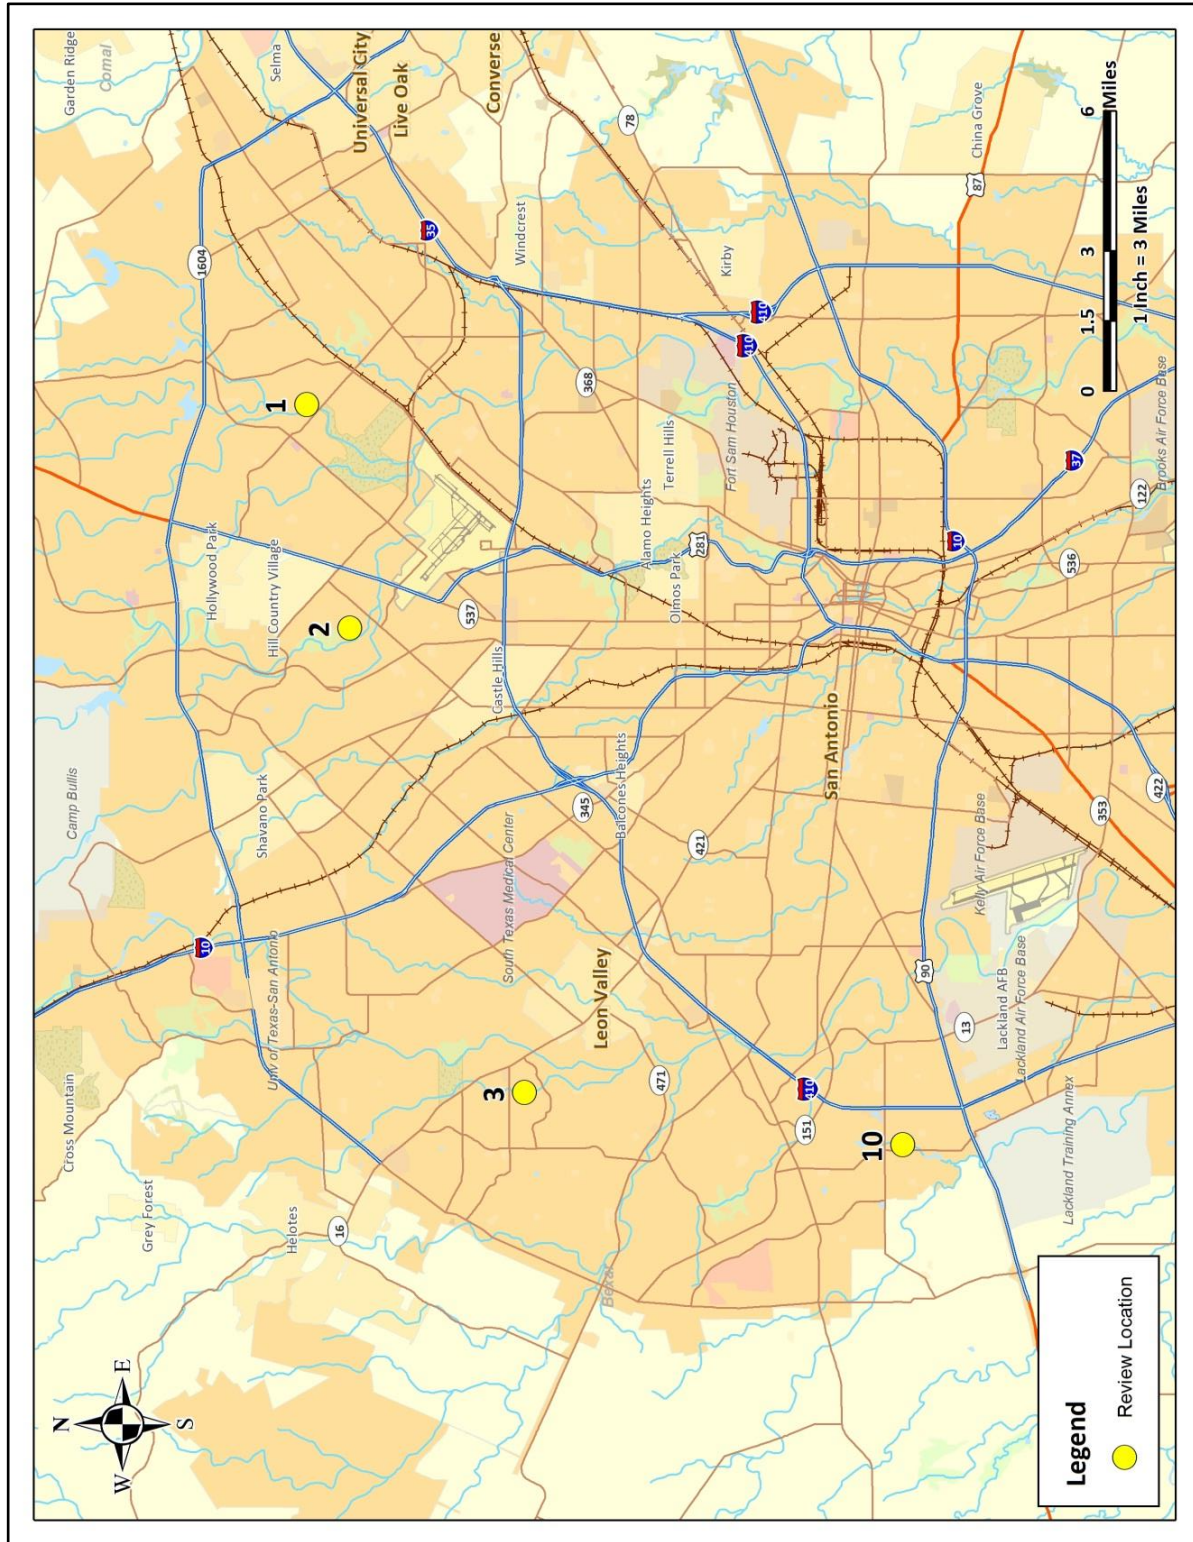 N
W
E
S
Garden Ridge
Comal
Selma
Universal City
Live Oak
Converse
1604
35
Windcrest
78
China Grove
87
Kirby
410
410
1
Hollywood Park
Hill Country Village
2
537
368
Terrell Hills
Alamo Heights
Olmos Park
281
Fort Sam Houston
Castle Hills
Camp Bullis
Shavano Park
345
Balcones Heights
421
South Texas Medical Center
San Antonio
10
37
122
Brooks Air Force Base
536
10
Univ of Texas-San Antonio
Leon Valley
Cross Mountain
Grey Forest
Helotes
16
3
471
Bexar
410
151
10
90
13
Lackland AFB
Lackland Air Force Base
Kelly Air Force Base
353
422
Lackland Training Annex
Legend
Review Location
0
1.5
3
6
Miles
1 Inch = 3 Miles